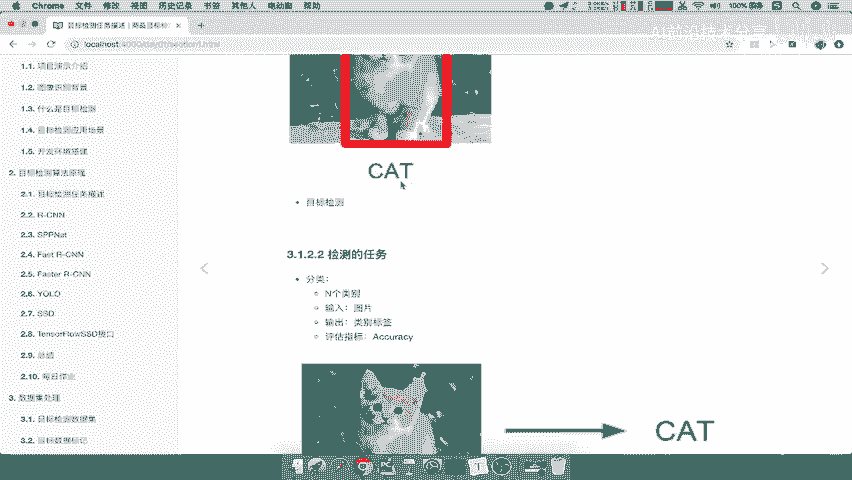 Chrome 文件 修改 视图 历史记录 书签 其他人 电动脑 帮助
100%
目标检测任务描述 | 商品目标检
localhost:4000/day01/section1.html
1.1. 项目演示介绍
1.2. 图像识别背景
1.3. 什么是目标检测
1.4. 目标检测应用场景
1.5. 开发环境搭建
2. 目标检测算法原理
2.1. 目标检测任务描述
2.2. R-CNN
2.3. SPPNet
2.4. Fast R-CNN
2.5. Faster R-CNN
2.6. YOLO
2.7. SSD
2.8. TensorFlowSSD接口
2.9. 总结
2.10. 每日作业
3. 数据集处理
3.1. 目标检测数据集
3.2. 目标数据标记
CAT
• 目标检测
3.1.2.2 检测的任务
• 分类：
N个类别
输入：图片
输出：类别标签
评估指标：Accuracy
CAT